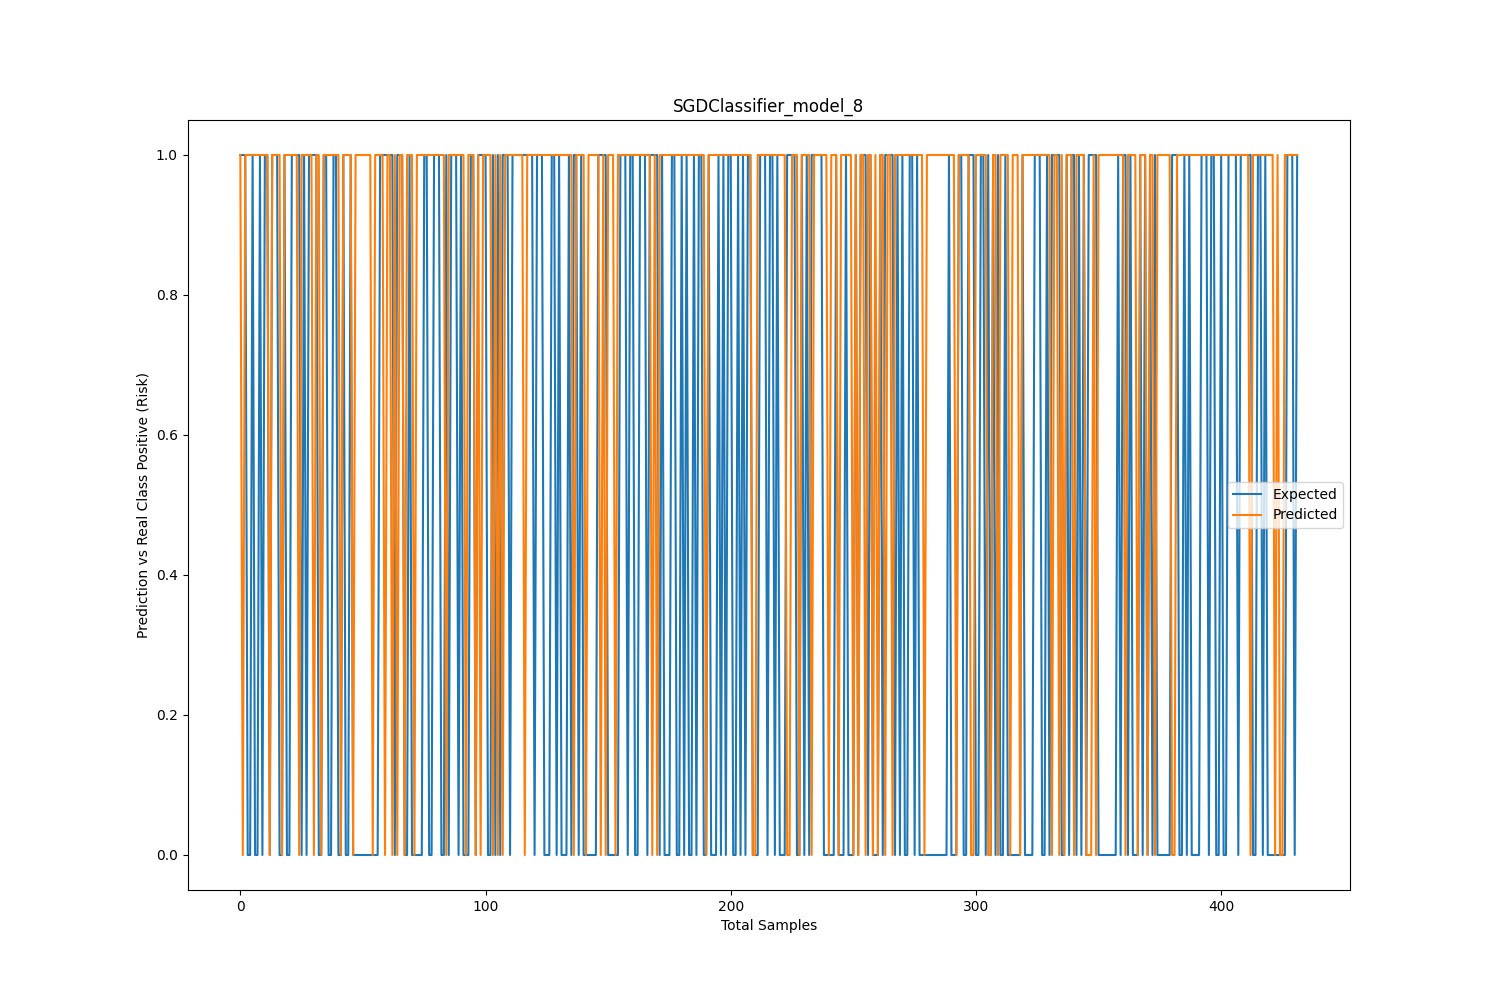 SGDClassifier_model_8
Prediction vs Real Class Positive (Risk)
1.0
0.8
0.6
0.4
0.2
0.0
Expected
Predicted
0 100 200 300 400
Total Samples